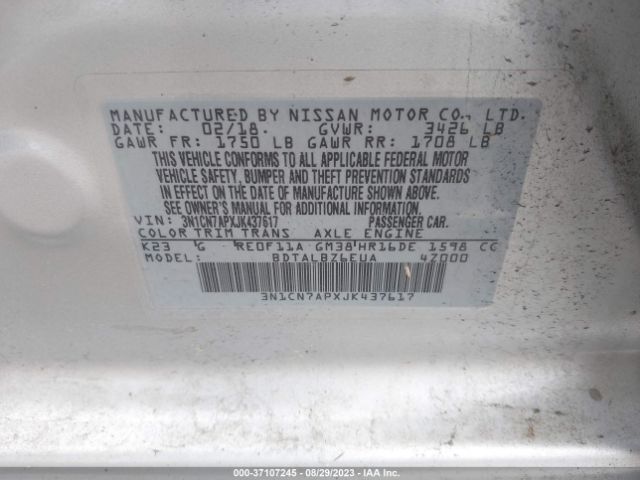 MANUFACTURED BY NISSAN MOTOR CO., LTD.
DATE: 02/18. GVWR: 3426 LB
GAWR FR: 1750 LB GAWR RR: 1708 LB
THIS VEHICLE CONFORMS TO ALL APPLICABLE FEDERAL MOTOR
VEHICLE SAFETY, BUMPER AND THEFT PREVENTION STANDARDS
IN EFFECT ON THE DATE OF MANUFACTURE SHOWN ABOVE.
SEE OWNER'S MANUAL FOR ADDITIONAL INFORMATION.
VIN: 3N1CN7APXJK437617 PASSENGER CAR.
COLOR TRIM TRANS AXLE ENGINE
K23 G RE0F11A GM38 HR16DE 1598 CC
MODEL: BDTALBZ6EUA 4Z000
3N1CN7APXJK437617
000-37107245 - 08/29/2023 - IAA Inc.